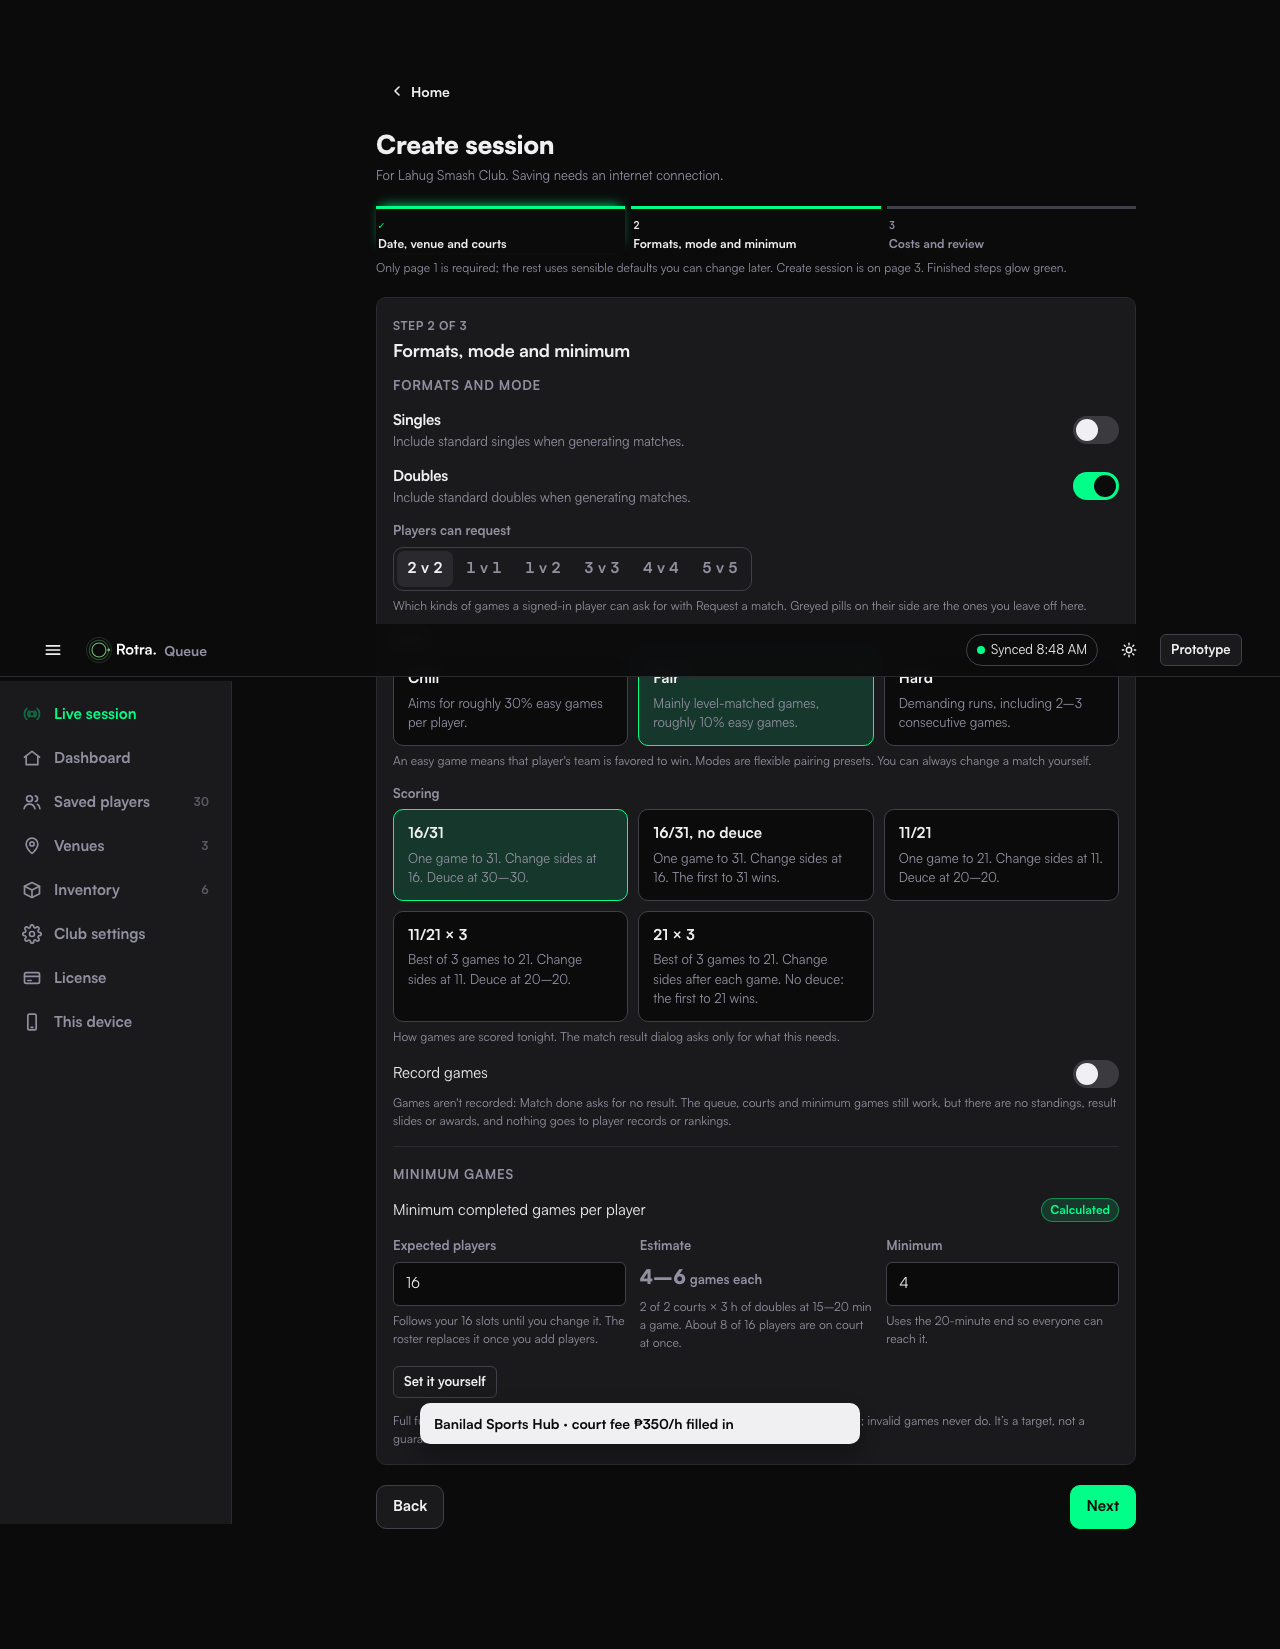 Home
Create session
For Lahug Smash Club. Saving needs an internet connection.
✓
Date, venue and courts
2
Formats, mode and minimum
3
Costs and review
Only page 1 is required; the rest uses sensible defaults you can change later. Create session is on page 3. Finished steps glow green.
STEP 2 OF 3
Formats, mode and minimum
FORMATS AND MODE
Singles
Include standard singles when generating matches.
Doubles
Include standard doubles when generating matches.
Players can request
2 v 2
1 v 1
1 v 2
3 v 3
4 v 4
5 v 5
Which kinds of games a signed-in player can ask for with Request a match. Greyed pills on their side are the ones you leave off here.
Rotra. Queue
Synced 8:48 AM
Prototype
Live session
Dashboard
Saved players 30
Venues 3
Inventory 6
Club settings
License
This device
Chill
Aims for roughly 30% easy games
per player.
Fair
Mainly level-matched games,
roughly 10% easy games.
Hard
Demanding runs, including 2–3
consecutive games.
An easy game means that player's team is favored to win. Modes are flexible pairing presets. You can always change a match yourself.
Scoring
16/31
One game to 31. Change sides at
16. Deuce at 30–30.
16/31, no deuce
One game to 31. Change sides at
16. The first to 31 wins.
11/21
One game to 21. Change sides at 11.
Deuce at 20–20.
11/21 × 3
Best of 3 games to 21. Change
sides at 11. Deuce at 20–20.
21 × 3
Best of 3 games to 21. Change
sides after each game. No deuce:
the first to 21 wins.
How games are scored tonight. The match result dialog asks only for what this needs.
Record games
Games aren't recorded: Match done asks for no result. The queue, courts and minimum games still work, but there are no standings, result
slides or awards, and nothing goes to player records or rankings.
MINIMUM GAMES
Minimum completed games per player
Calculated
Expected players
16
Follows your 16 slots until you change it. The
roster replaces it once you add players.
Estimate
4–6 games each
2 of 2 courts × 3 h of doubles at 15–20 min
a game. About 8 of 16 players are on court
at once.
Minimum
4
Uses the 20-minute end so everyone can
reach it.
Set it yourself
Full
; invalid games never do. It's a target, not a
Banilad Sports Hub · court fee ₱350/h filled in
Back
Next